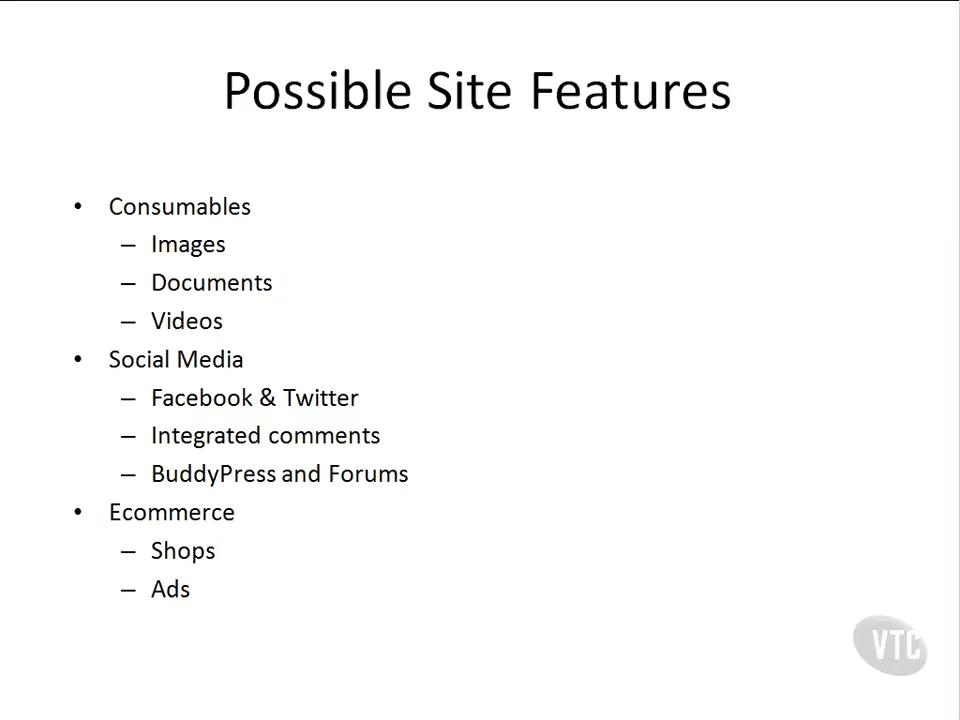 Possible Site Features
• Consumables
– Images
– Documents
– Videos
• Social Media
– Facebook & Twitter
– Integrated comments
– BuddyPress and Forums
• Ecommerce
– Shops
– Ads
VTC